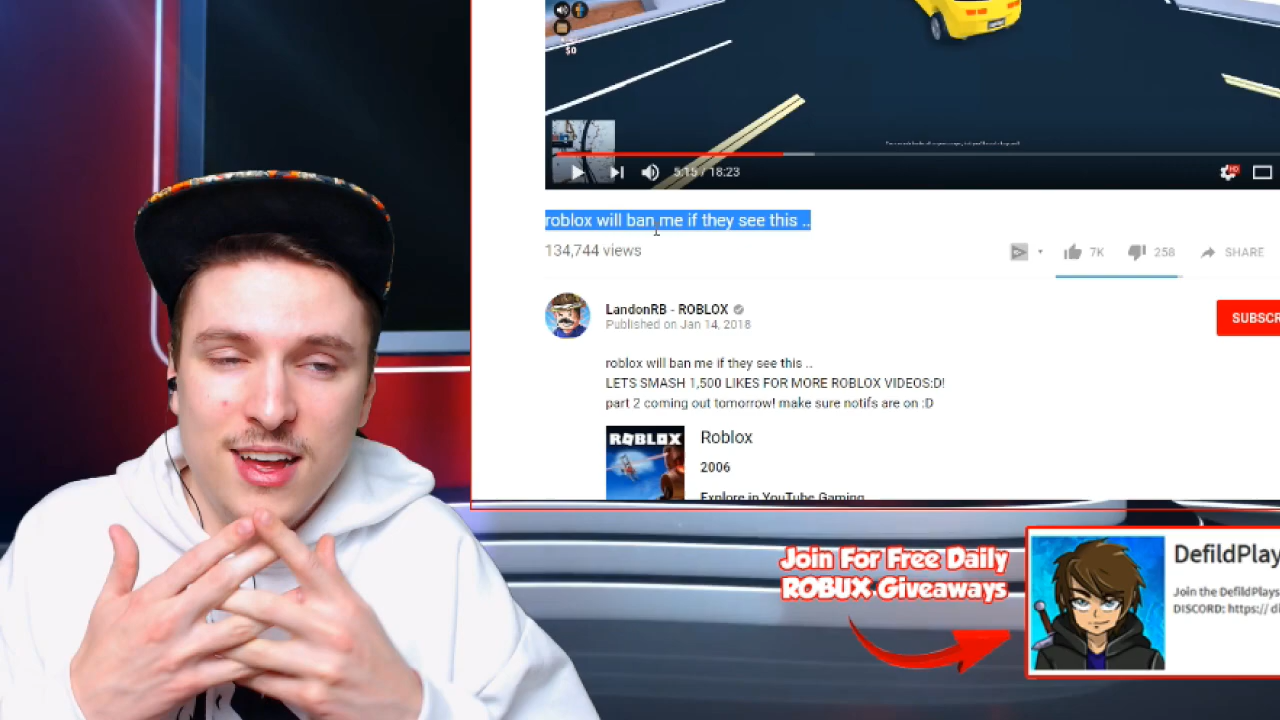 $0
5:15 / 18:23
HD
roblox will ban me if they see this ..
134,744 views
7K
258
SHARE
LandonRB - ROBLOX
Published on Jan 14, 2018
SUBSCR
roblox will ban me if they see this ..
LETS SMASH 1,500 LIKES FOR MORE ROBLOX VIDEOS:D!
part 2 coming out tomorrow! make sure notifs are on :D
ROBLOX
Roblox
2006
Explore in YouTube Gaming
Join For Free Daily
ROBUX Giveaways
DefildPlay
Join the DefildPlays
DISCORD: https:// di